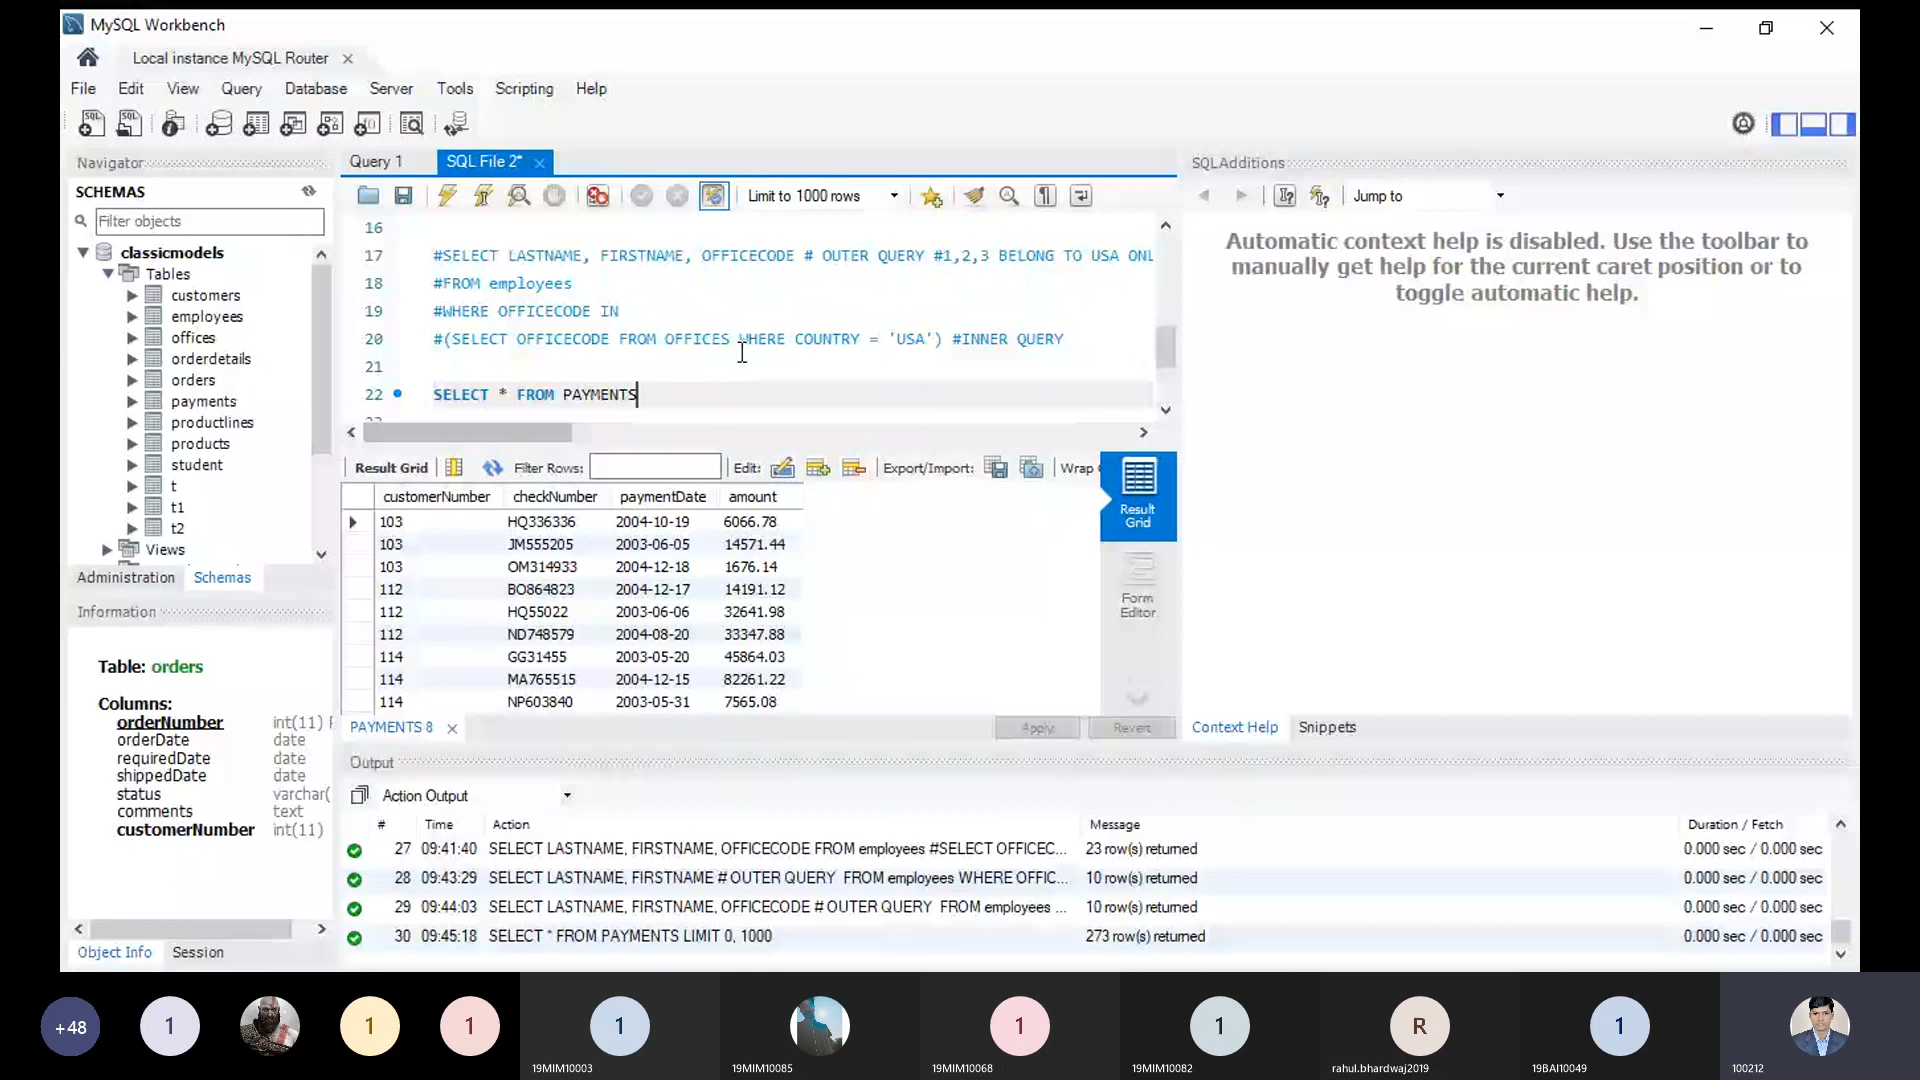 MySQL Workbench
Local instance MySQL Router
File Edit View Query Database Server Tools Scripting Help
Navigator
SCHEMAS
Filter objects
classicmodels
Tables
customers
employees
offices
orderdetails
orders
payments
productlines
products
student
t
t1
t2
Views
Administration Schemas
Information
Table: orders
Columns:
orderNumber int(11)
orderDate date
requiredDate date
shippedDate date
status varchar(
comments text
customerNumber int(11)
Object Info Session
Query 1 SQL File 2*
Limit to 1000 rows
16
17 #SELECT LASTNAME, FIRSTNAME, OFFICECODE # OUTER QUERY #1,2,3 BELONG TO USA ONL
18 #FROM employees
19 #WHERE OFFICECODE IN
20 #(SELECT OFFICECODE FROM OFFICES WHERE COUNTRY = 'USA') #INNER QUERY
21
22 SELECT * FROM PAYMENTS
Result Grid Filter Rows: Edit: Export/Import: Wrap
customerNumber checkNumber paymentDate amount
103 HQ336336 2004-10-19 6066.78
103 JM555205 2003-06-05 14571.44
103 OM314933 2004-12-18 1676.14
112 BO864823 2004-12-17 14191.12
112 HQ55022 2003-06-06 32641.98
112 ND748579 2004-08-20 33347.88
114 GG31455 2003-05-20 45864.03
114 MA765515 2004-12-15 82261.22
114 NP603840 2003-05-31 7565.08
Result
Grid
Form
Editor
PAYMENTS 8 Apply Revert
SQLAdditions
Jump to
Automatic context help is disabled. Use the toolbar to
manually get help for the current caret position or to
toggle automatic help.
Context Help Snippets
Output
Action Output
# Time Action Message Duration / Fetch
27 09:41:40 SELECT LASTNAME, FIRSTNAME, OFFICECODE FROM employees #SELECT OFFICEC... 23 row(s) returned 0.000 sec / 0.000 sec
28 09:43:29 SELECT LASTNAME, FIRSTNAME # OUTER QUERY FROM employees WHERE OFFIC... 10 row(s) returned 0.000 sec / 0.000 sec
29 09:44:03 SELECT LASTNAME, FIRSTNAME, OFFICECODE # OUTER QUERY FROM employees ... 10 row(s) returned 0.000 sec / 0.000 sec
30 09:45:18 SELECT * FROM PAYMENTS LIMIT 0, 1000 273 row(s) returned 0.000 sec / 0.000 sec
+48 1 1 1 1 1 1 R 1
19MIM10003 19MIM10085 19MIM10068 19MIM10082 rahul.bhardwaj2019 19BAI10049 100212